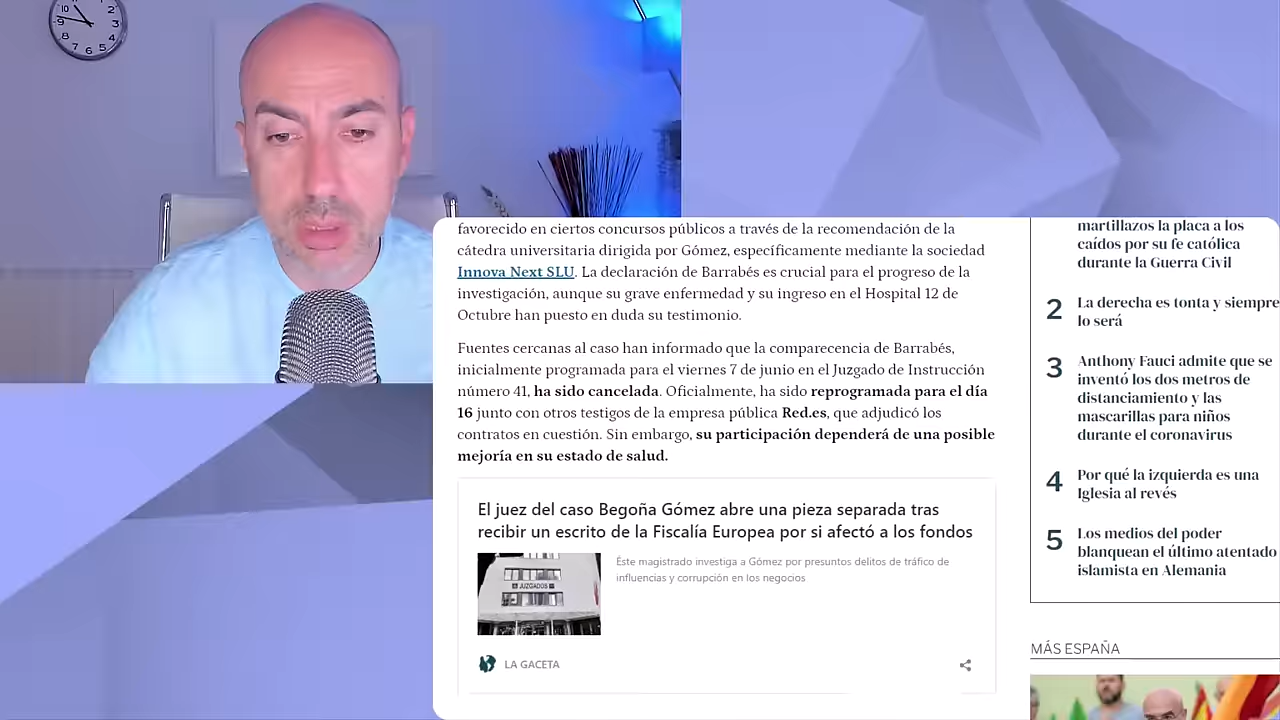 10
2
9
3
8
4
7
6
5
favorecido en ciertos concursos públicos a través de la recomendación de la
cátedra universitaria dirigida por Gómez, específicamente mediante la sociedad
Innova Next SLU. La declaración de Barrabés es crucial para el progreso de la
investigación, aunque su grave enfermedad y su ingreso en el Hospital 12 de
Octubre han puesto en duda su testimonio.
Fuentes cercanas al caso han informado que la comparecencia de Barrabés,
inicialmente programada para el viernes 7 de junio en el Juzgado de Instrucción
número 41, ha sido cancelada. Oficialmente, ha sido reprogramada para el día
16 junto con otros testigos de la empresa pública Red.es, que adjudicó los
contratos en cuestión. Sin embargo, su participación dependerá de una posible
mejoría en su estado de salud.
El juez del caso Begoña Gómez abre una pieza separada tras
recibir un escrito de la Fiscalía Europea por si afectó a los fondos
JUZGADOS
Este magistrado investiga a Gómez por presuntos delitos de tráfico de
influencias y corrupción en los negocios
LA GACETA
martillazos la placa a los
caídos por su fe católica
durante la Guerra Civil
2 La derecha es tonta y siempre
lo será
3 Anthony Fauci admite que se
inventó los dos metros de
distanciamiento y las
mascarillas para niños
durante el coronavirus
4 Por qué la izquierda es una
Iglesia al revés
5 Los medios del poder
blanquean el último atentado
islamista en Alemania
MÁS ESPAÑA